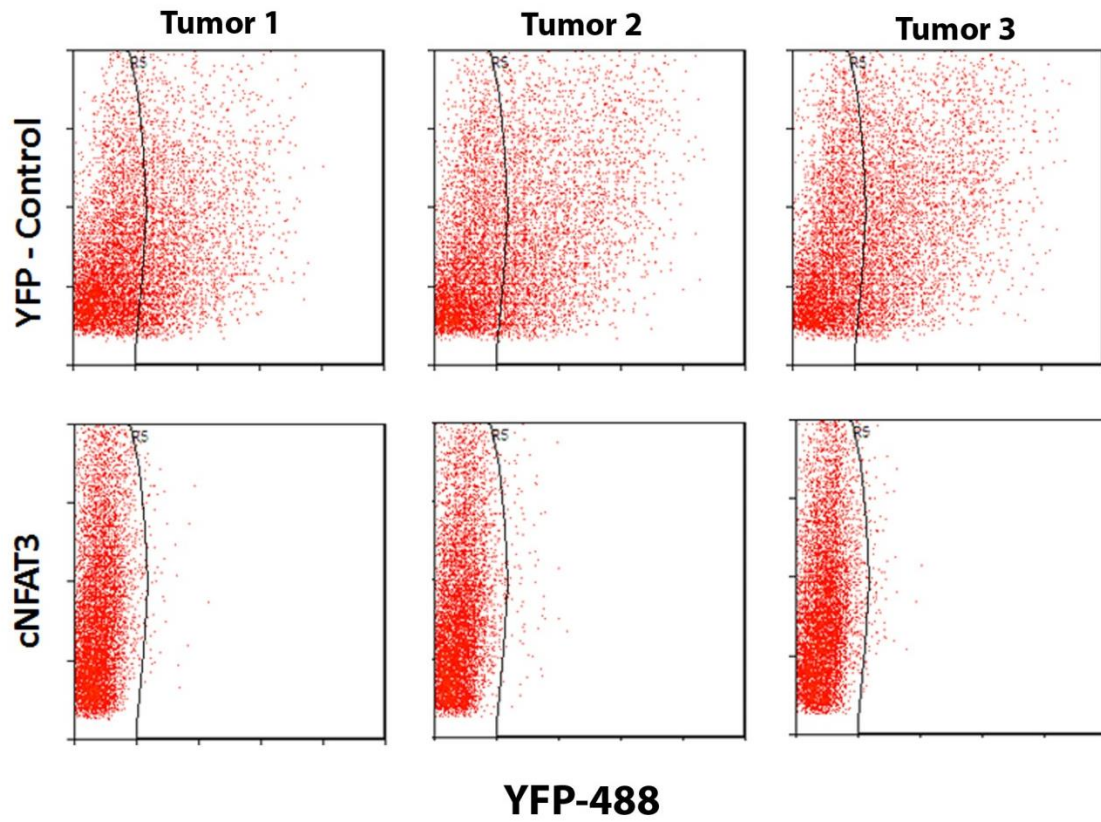 Tumor 1
Tumor 2
Tumor 3
YFP - Control
R5
R5
R5
cNFAT3
R5
R5
R5
YFP-488